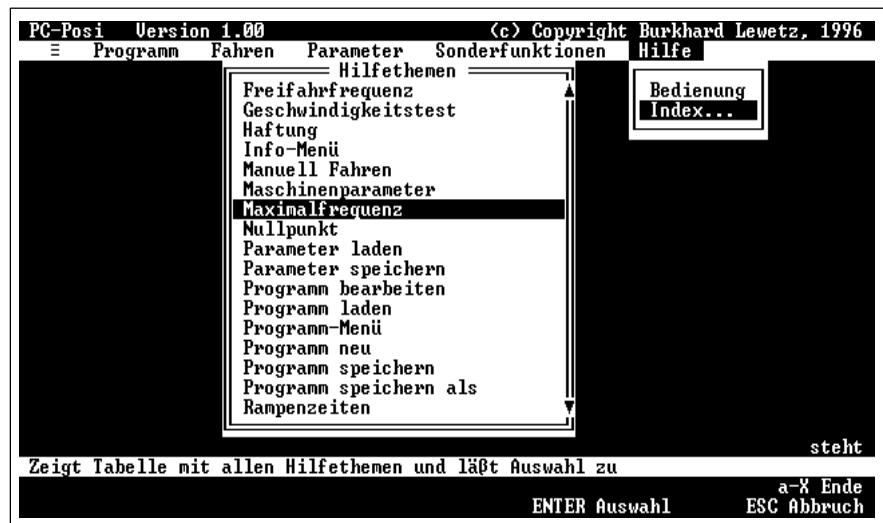 PC-Posi Version 1.00 (c) Copyright Burkhard Lewetz, 1996
≡ Programm Fahren Parameter Sonderfunktionen Hilfe
Hilfethemen
Freifahrfrequenz
Geschwindigkeitstest
Haftung
Info-Menü
Manuell Fahren
Maschinenparameter
Maximalfrequenz
Nullpunkt
Parameter laden
Parameter speichern
Programm bearbeiten
Programm laden
Programm-Menü
Programm neu
Programm speichern
Programm speichern als
Rampenzeiten
Bedienung
Index...
steht
Zeigt Tabelle mit allen Hilfethemen und läßt Auswahl zu
a-X Ende
ENTER Auswahl ESC Abbruch